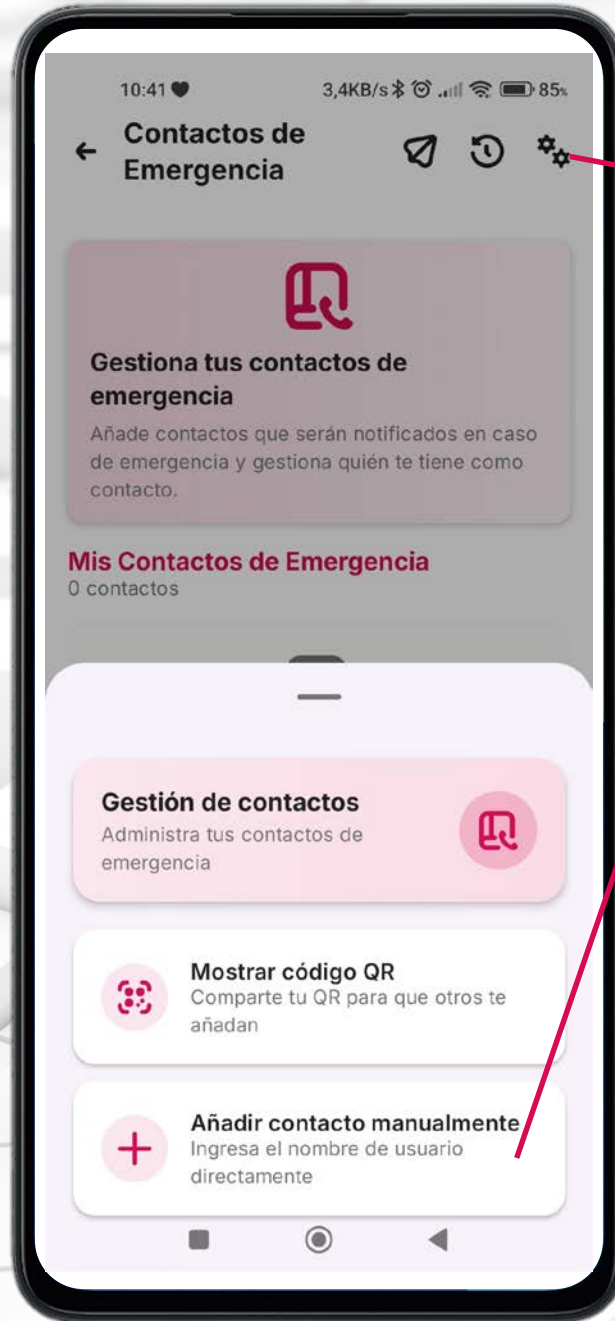 10:41
3,4KB/s 85%
Contactos de
Emergencia
Gestiona tus contactos de
emergencia
Añade contactos que serán notificados en caso
de emergencia y gestiona quién te tiene como
contacto.
Mis Contactos de Emergencia
0 contactos
Gestión de contactos
Administra tus contactos de
emergencia
Mostrar código QR
Comparte tu QR para que otros te
añadan
Añadir contacto manualmente
Ingresa el nombre de usuario
directamente